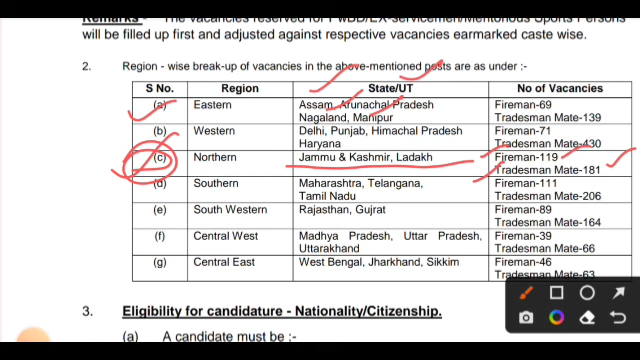 Remarks - The vacancies reserved for PwBD/EX-servicemen/Meritorious Sports Persons
will be filled up first and adjusted against respective vacancies earmarked caste wise.
2. Region - wise break-up of vacancies in the above-mentioned posts are as under :-
S No. Region State/UT No of Vacancies
(a) Eastern Assam, Arunachal Pradesh Fireman-69
Nagaland, Manipur Tradesman Mate-139
(b) Western Delhi, Punjab, Himachal Pradesh Fireman-71
Haryana Tradesman Mate-430
(c) Northern Jammu & Kashmir, Ladakh Fireman-119
Tradesman Mate-181
(d) Southern Maharashtra, Telangana, Fireman-111
Tamil Nadu Tradesman Mate-206
(e) South Western Rajasthan, Gujrat Fireman-89
Tradesman Mate-164
(f) Central West Madhya Pradesh, Uttar Pradesh, Fireman-39
Uttarakhand Tradesman Mate-66
(g) Central East West Bengal, Jharkhand, Sikkim Fireman-46
Tradesman Mate-63
3. Eligibility for candidature - Nationality/Citizenship.
(a) A candidate must be :-